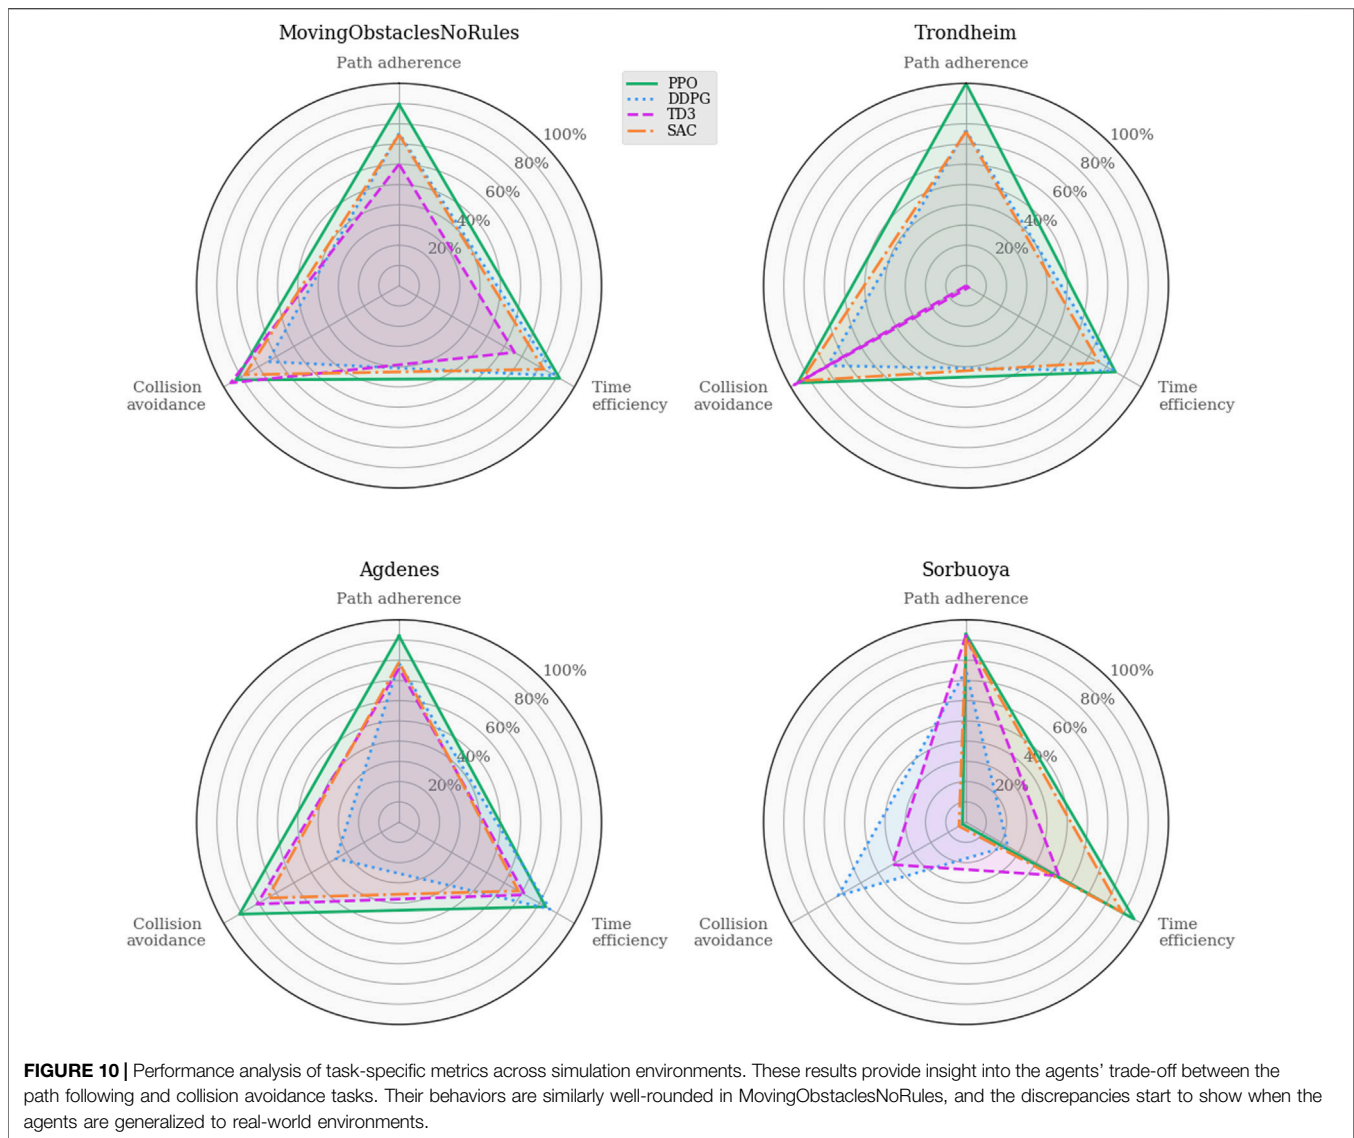 MovingObstaclesNoRules
Path adherence
100%
80%
60%
40%
20%
Collision
avoidance
Time
efficiency
PPO
DDPG
TD3
SAC
Trondheim
Path adherence
100%
80%
60%
40%
20%
Collision
avoidance
Time
efficiency
Agdenes
Path adherence
100%
80%
60%
40%
20%
Collision
avoidance
Time
efficiency
Sorbuoya
Path adherence
100%
80%
60%
40%
20%
Collision
avoidance
Time
efficiency
FIGURE 10 | Performance analysis of task-specific metrics across simulation environments. These results provide insight into the agents’ trade-off between the
path following and collision avoidance tasks. Their behaviors are similarly well-rounded in MovingObstaclesNoRules, and the discrepancies start to show when the
agents are generalized to real-world environments.